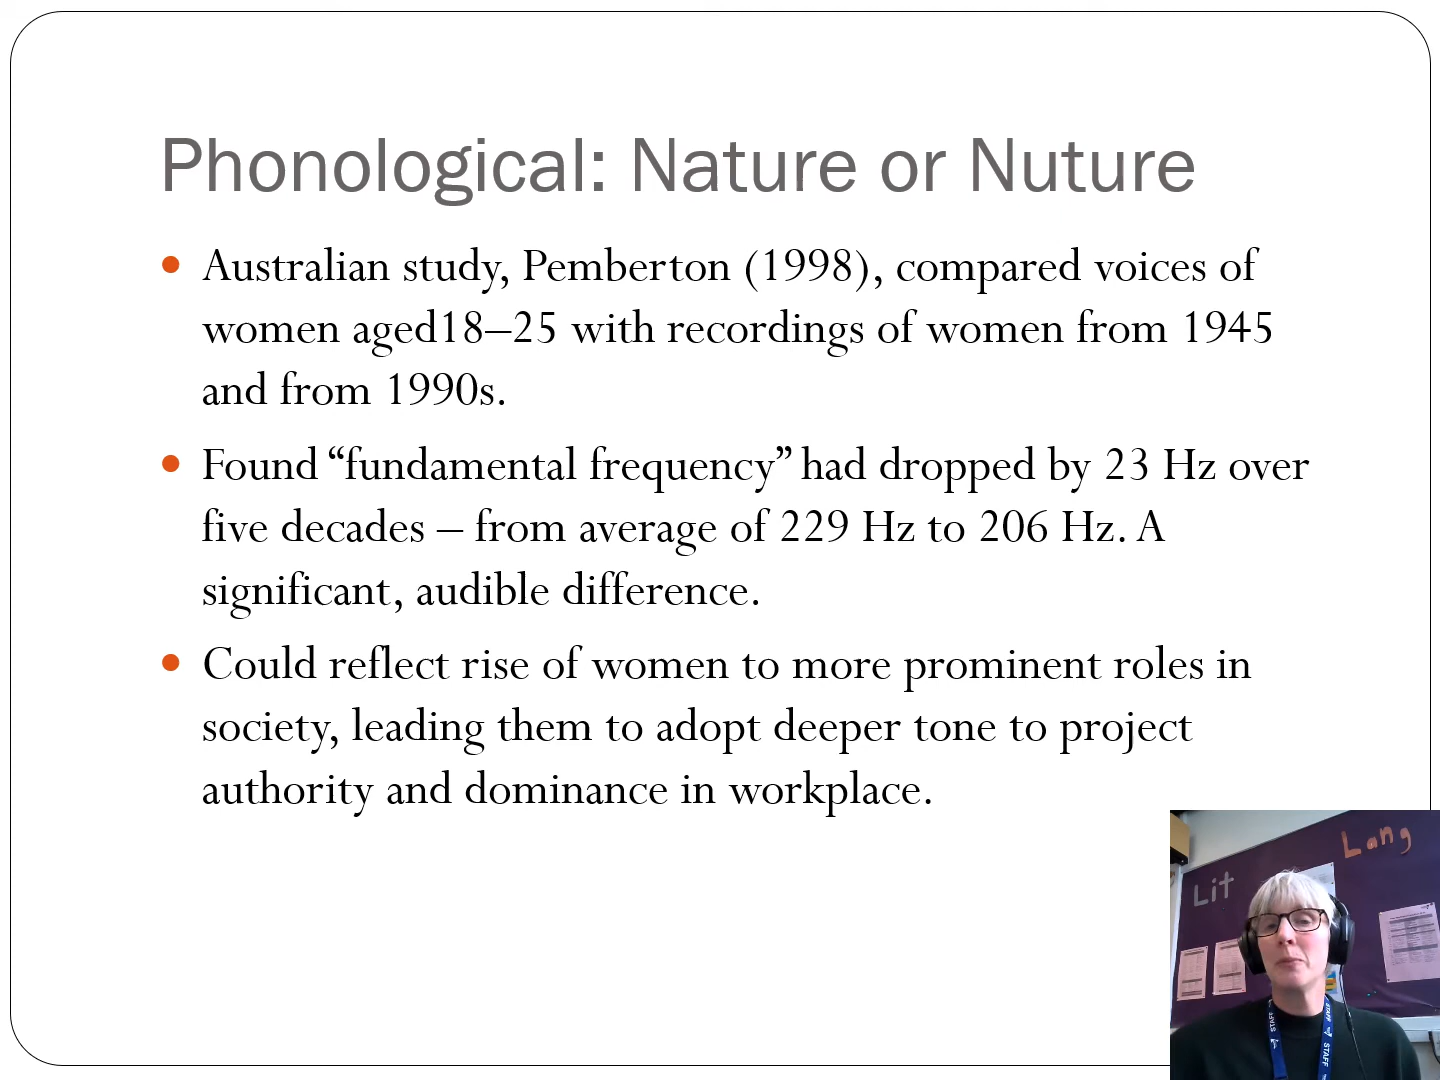 Phonological: Nature or Nuture
Australian study, Pemberton (1998), compared voices of
women aged18–25 with recordings of women from 1945
and from 1990s.
Found “fundamental frequency” had dropped by 23 Hz over
five decades – from average of 229 Hz to 206 Hz. A
significant, audible difference.
Could reflect rise of women to more prominent roles in
society, leading them to adopt deeper tone to project
authority and dominance in workplace.
Lang
Lit
STAFF
STAFF